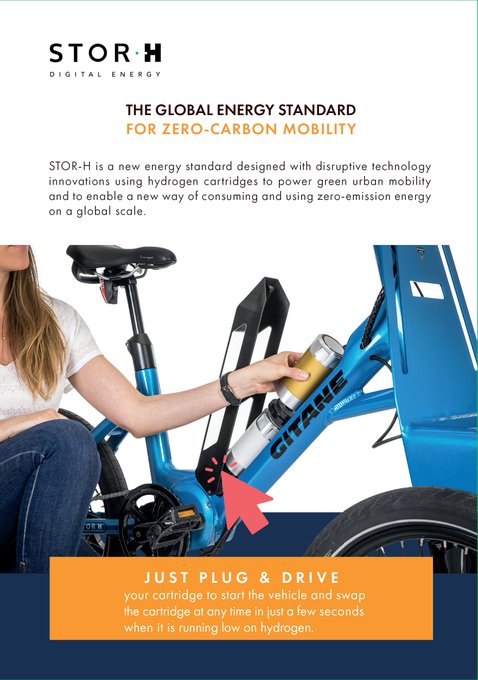 STOR·H
DIGITAL ENERGY
THE GLOBAL ENERGY STANDARD
FOR ZERO-CARBON MOBILITY
STOR-H is a new energy standard designed with disruptive technology
innovations using hydrogen cartridges to power green urban mobility
and to enable a new way of consuming and using zero-emission energy
on a global scale.
GITANE
STOR H
JUST PLUG & DRIVE
your cartridge to start the vehicle and swap
the cartridge at any time in just a few seconds
when it is running low on hydrogen.